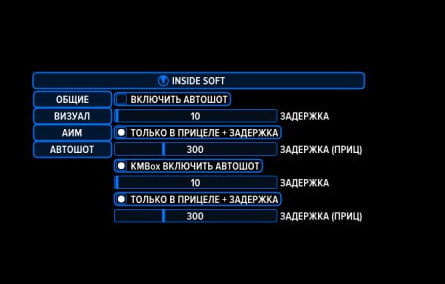 INSIDE SOFT
ОБЩИЕ
ВКЛЮЧИТЬ АВТОШОТ
ВИЗУАЛ
10 ЗАДЕРЖКА
АИМ
ТОЛЬКО В ПРИЦЕЛЕ + ЗАДЕРЖКА
АВТОШОТ
300 ЗАДЕРЖКА (ПРИЦ)
KMBox ВКЛЮЧИТЬ АВТОШОТ
10 ЗАДЕРЖКА
ТОЛЬКО В ПРИЦЕЛЕ + ЗАДЕРЖКА
300 ЗАДЕРЖКА (ПРИЦ)